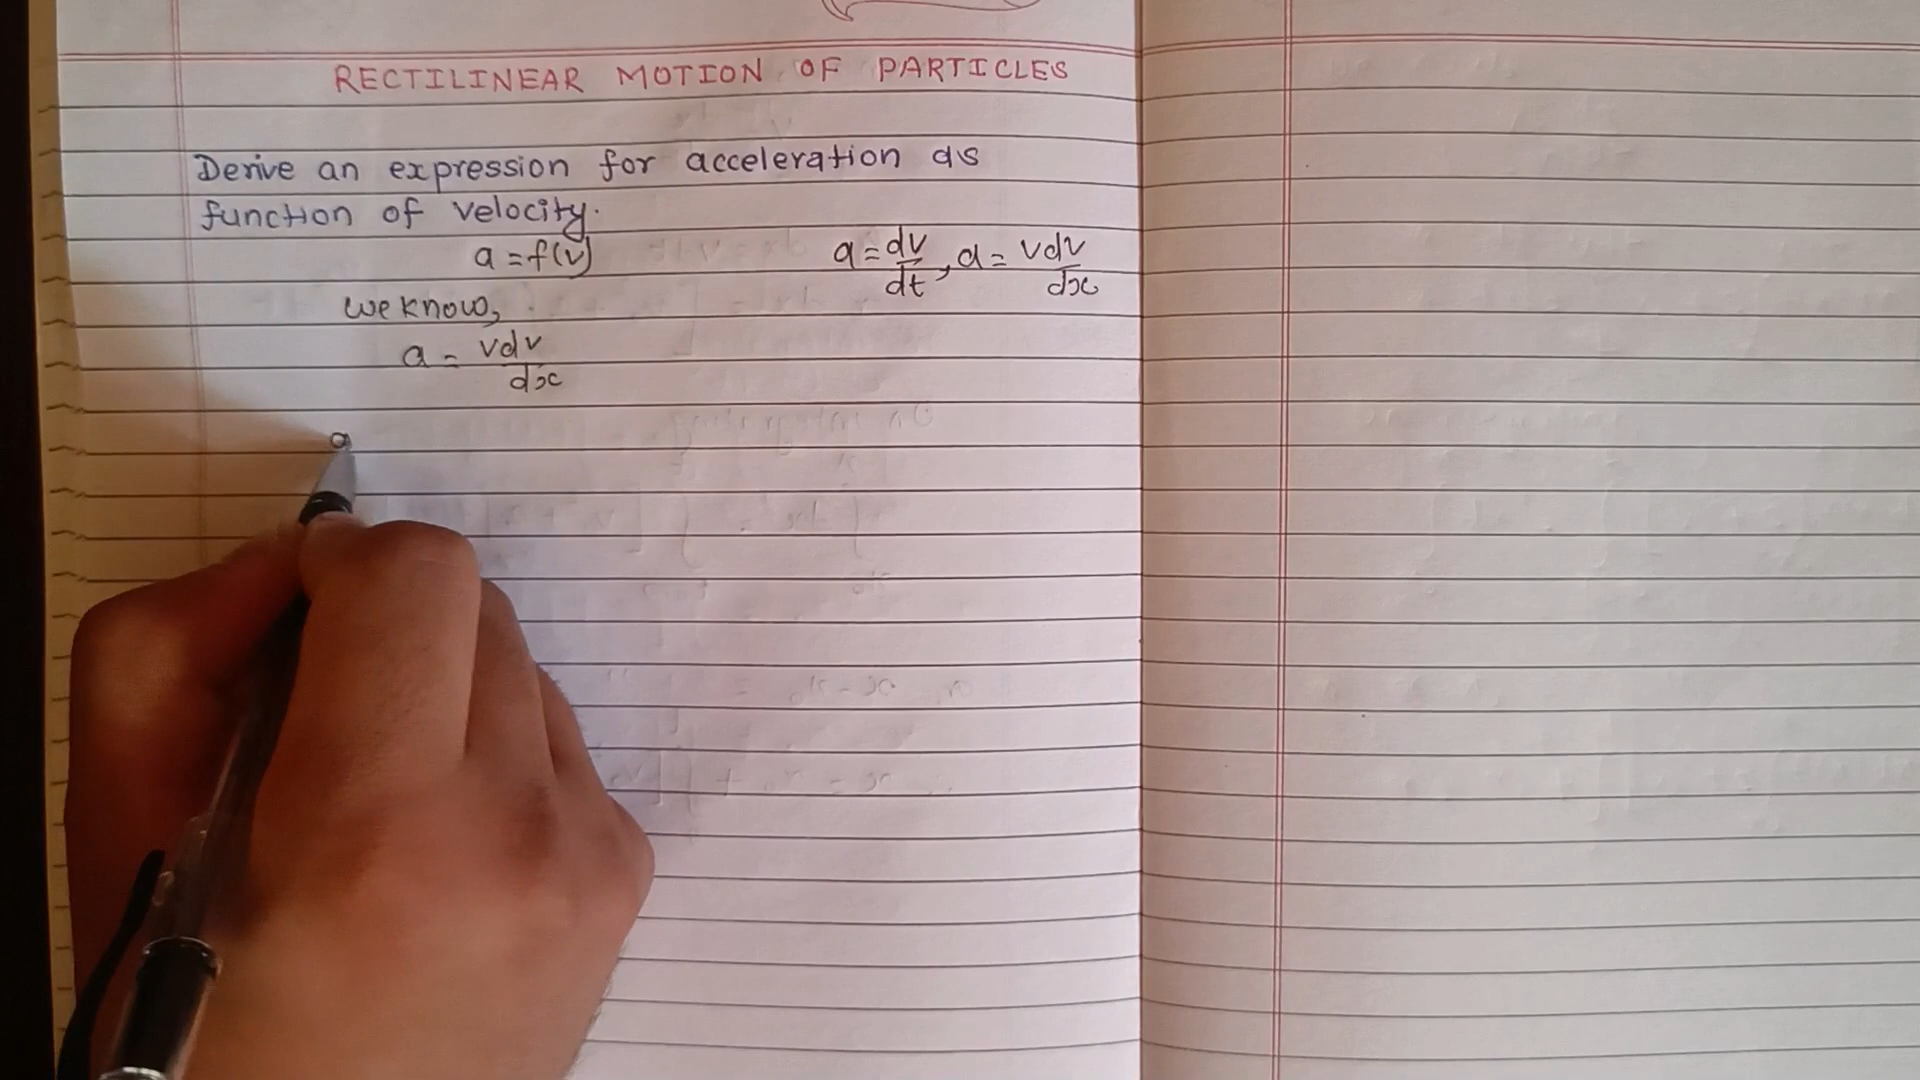 RECTILINEAR MOTION OF PARTICLES
Derive an expression for acceleration as
function of velocity.
a = f(v)
a = dv/dt, a = vdv/dx
we know,
a = vdv/dx
a